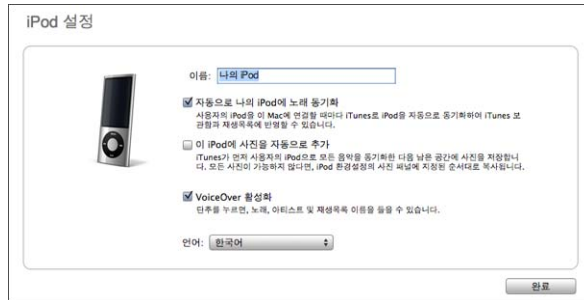 iPod 설정
이름: 나의 iPod
자동으로 나의 iPod에 노래 동기화
사용자의 iPod을 이 Mac에 연결할 때마다 iTunes로 iPod을 자동으로 동기화하여 iTunes 보
관함과 재생목록에 반영할 수 있습니다.
이 iPod에 사진을 자동으로 추가
iTunes가 먼저 사용자의 iPod으로 모든 음악을 동기화한 다음 남은 공간에 사진을 저장합니
다. 모든 사진이 가능하지 않다면, iPod 환경설정의 사진 패널에 지정된 순서대로 복사됩니다.
VoiceOver 활성화
단추를 누르면, 노래, 아티스트 및 재생목록 이름을 들을 수 있습니다.
언어: 한국어
완료